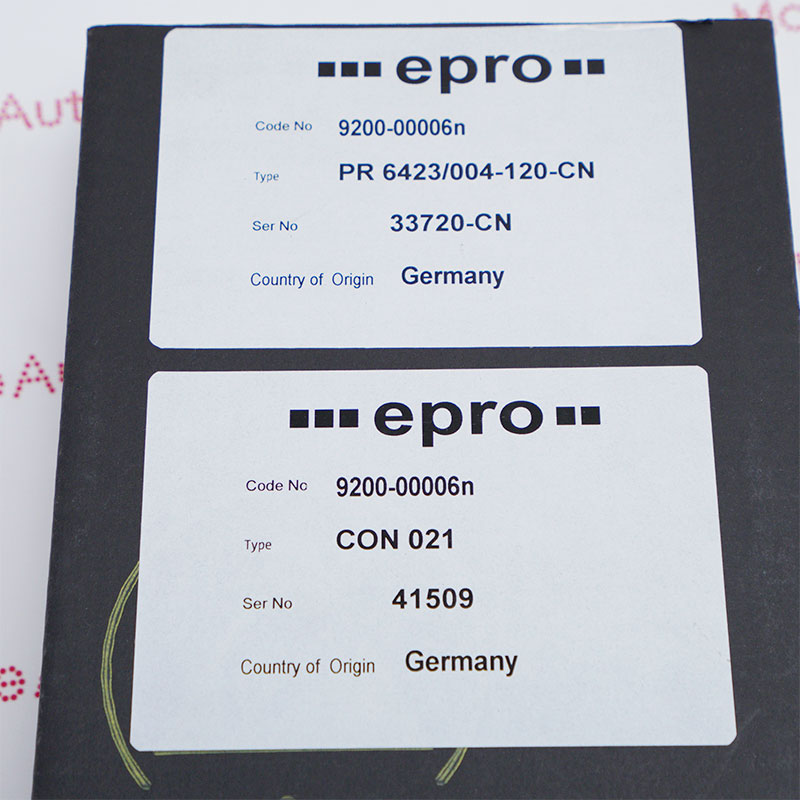 epro
Code No 9200-00006n
Type PR 6423/004-120-CN
Ser No 33720-CN
Country of Origin Germany
epro
Code No 9200-00006n
Type CON 021
Ser No 41509
Country of Origin Germany